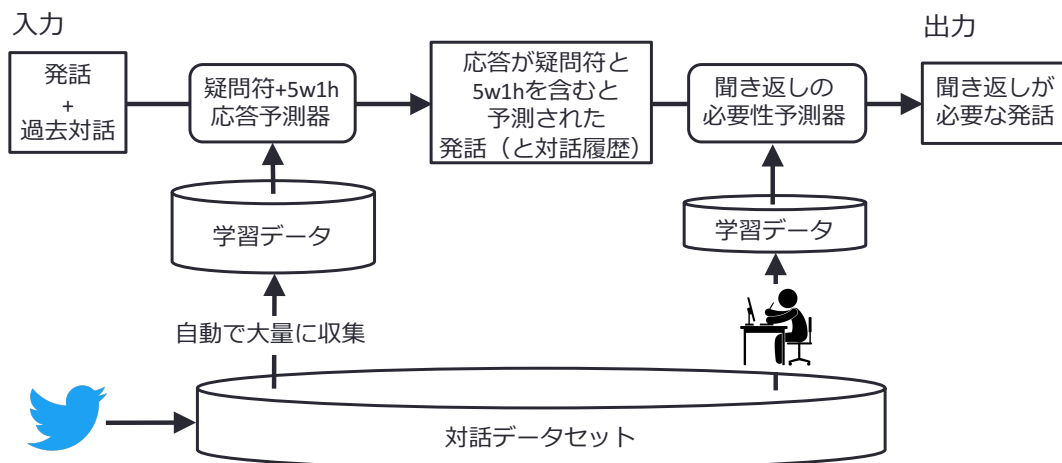 入力
出力
発話
+
過去対話
疑問符+5w1h
応答予測器
応答が疑問符と
5w1hを含むと
予測された
発話（と対話履歴）
聞き返しの
必要性予測器
聞き返しが
必要な発話
学習データ
学習データ
自動で大量に収集
対話データセット